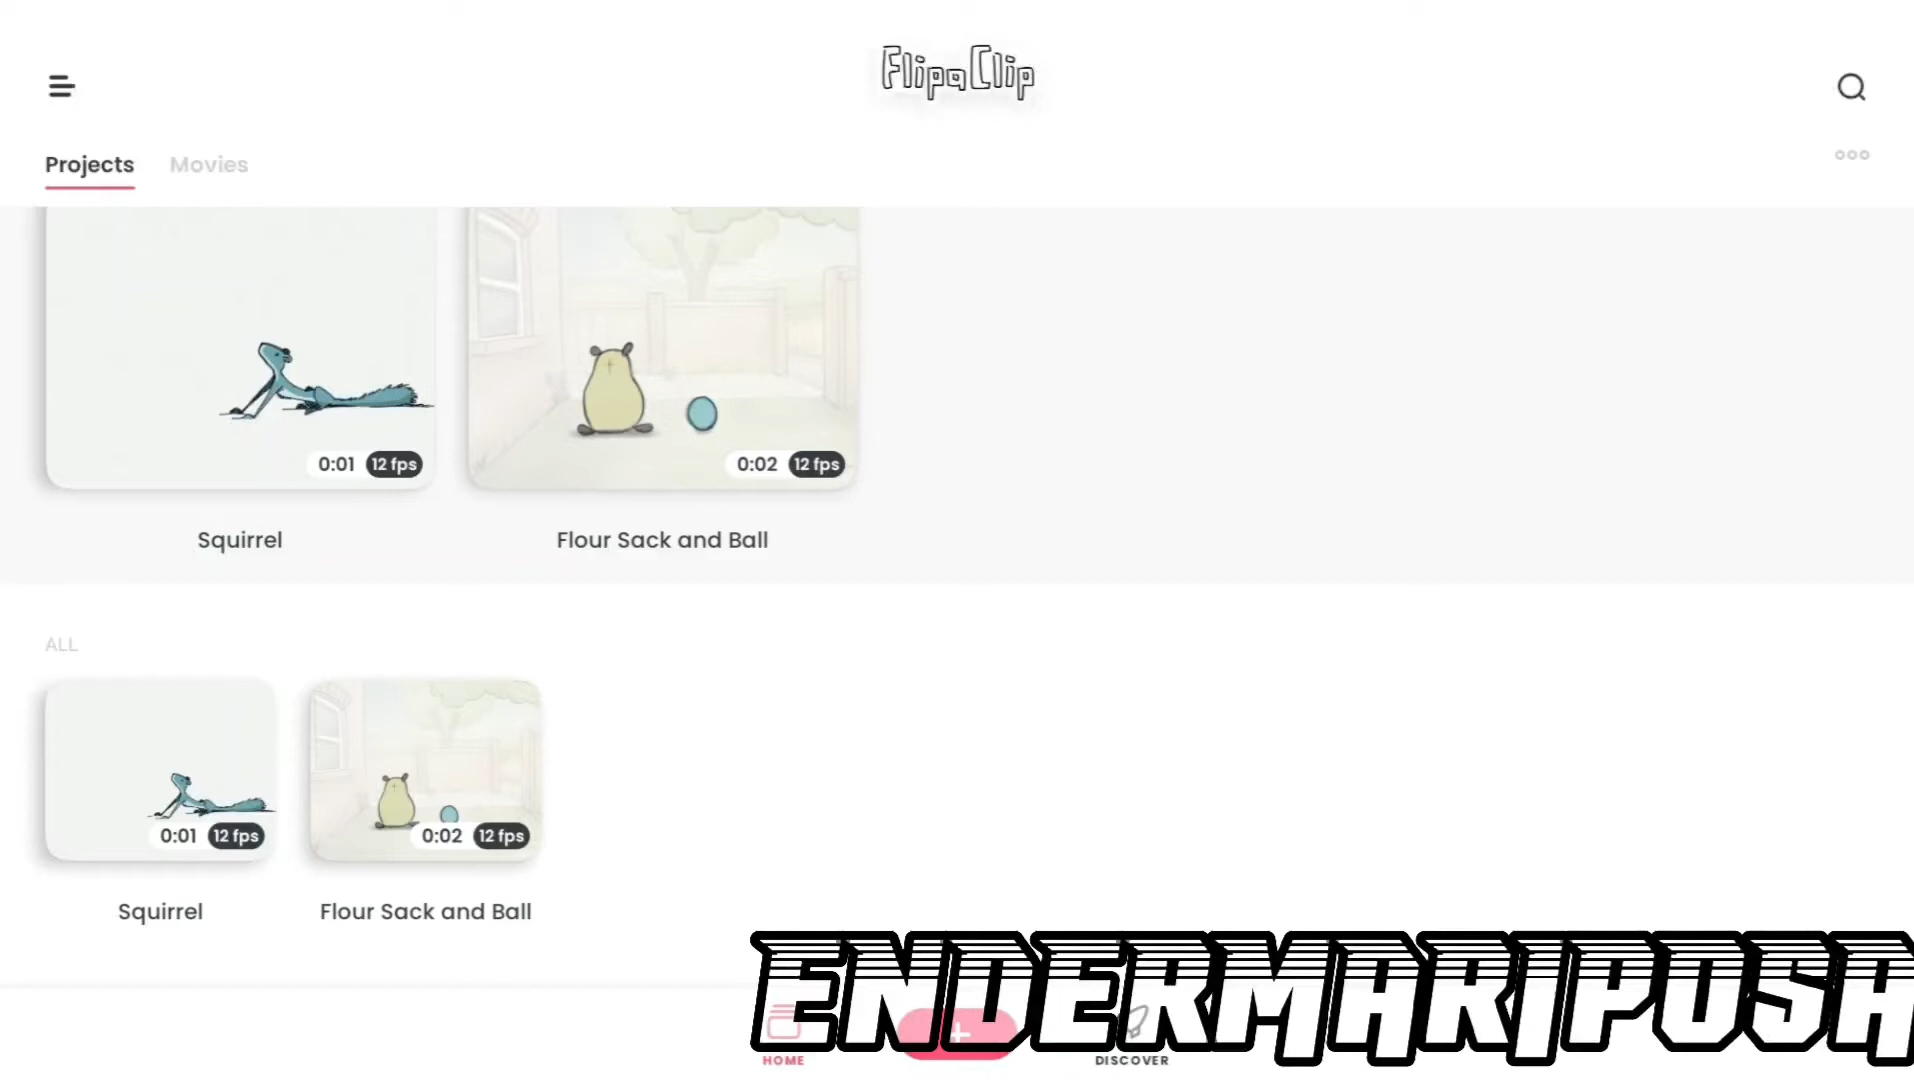 FlipaClip
Projects Movies
0:01 12 fps 0:02 12 fps
Squirrel Flour Sack and Ball
ALL
0:01 12 fps 0:02 12 fps
Squirrel Flour Sack and Ball
ENDERMARIPOSA
HOME DISCOVER